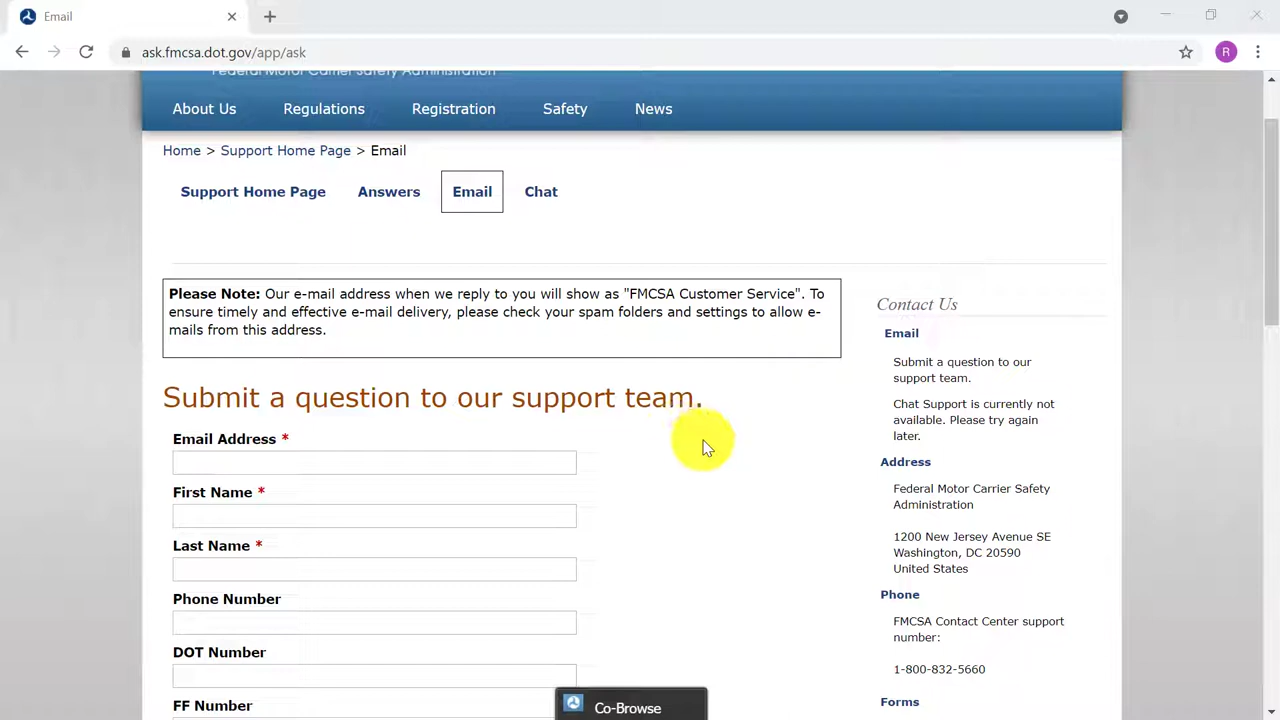 Email
ask.fmcsa.dot.gov/app/ask
R
Federal Motor Carrier Safety Administration
About Us Regulations Registration Safety News
Home > Support Home Page > Email
Support Home Page Answers Email Chat
Please Note: Our e-mail address when we reply to you will show as "FMCSA Customer Service". To
ensure timely and effective e-mail delivery, please check your spam folders and settings to allow e-
mails from this address.
Submit a question to our support team.
Email Address *
First Name *
Last Name *
Phone Number
DOT Number
FF Number
Contact Us
Email
Submit a question to our
support team.
Chat Support is currently not
available. Please try again
later.
Address
Federal Motor Carrier Safety
Administration
1200 New Jersey Avenue SE
Washington, DC 20590
United States
Phone
FMCSA Contact Center support
number:
1-800-832-5660
Forms
Co-Browse